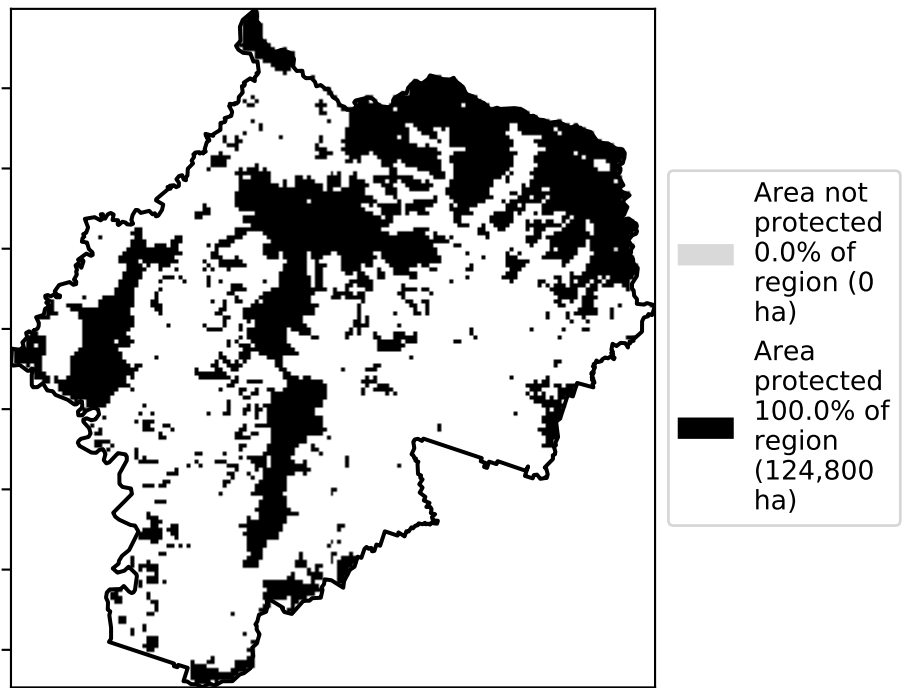 Area not
protected
0.0% of
region (0
ha)
Area
protected
100.0% of
region
(124,800
ha)